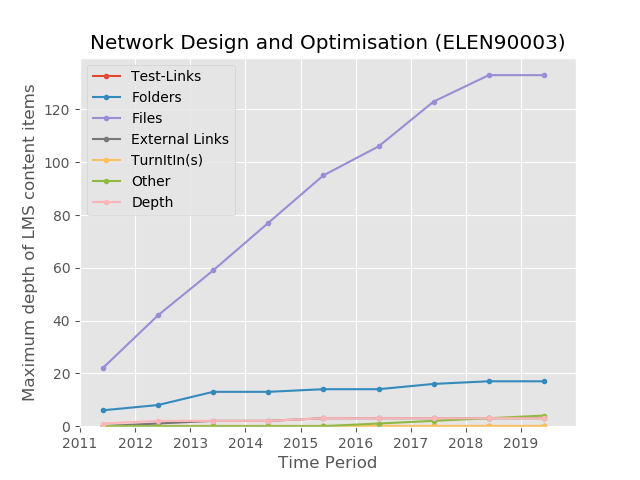 Network Design and Optimisation (ELEN90003)
Test-Links
Folders
Files
External Links
TurnItIn(s)
Other
Depth
Maximum depth of LMS content items
120
100
80
60
40
20
0
2011 2012 2013 2014 2015 2016 2017 2018 2019
Time Period